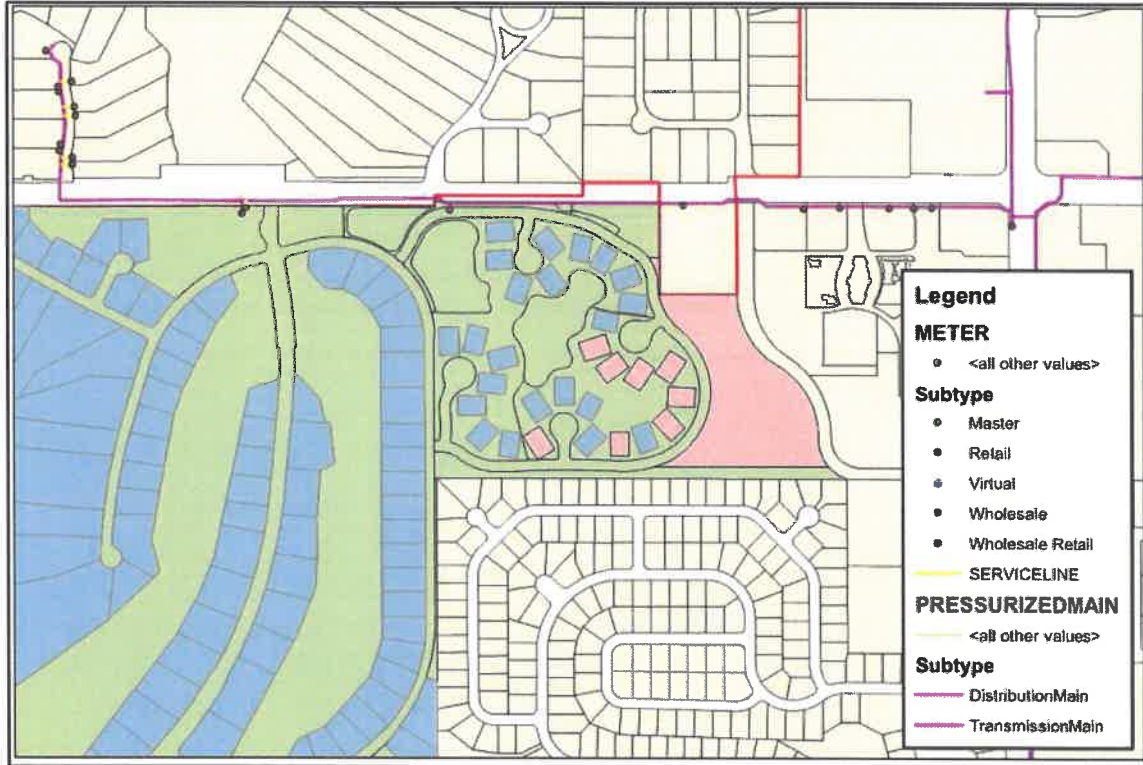 Legend
METER
<all other values>
Subtype
Master
Retail
Virtual
Wholesale
Wholesale Retail
SERVICELINE
PRESSURIZEDMAIN
<all other values>
Subtype
DistributionMain
TransmissionMain